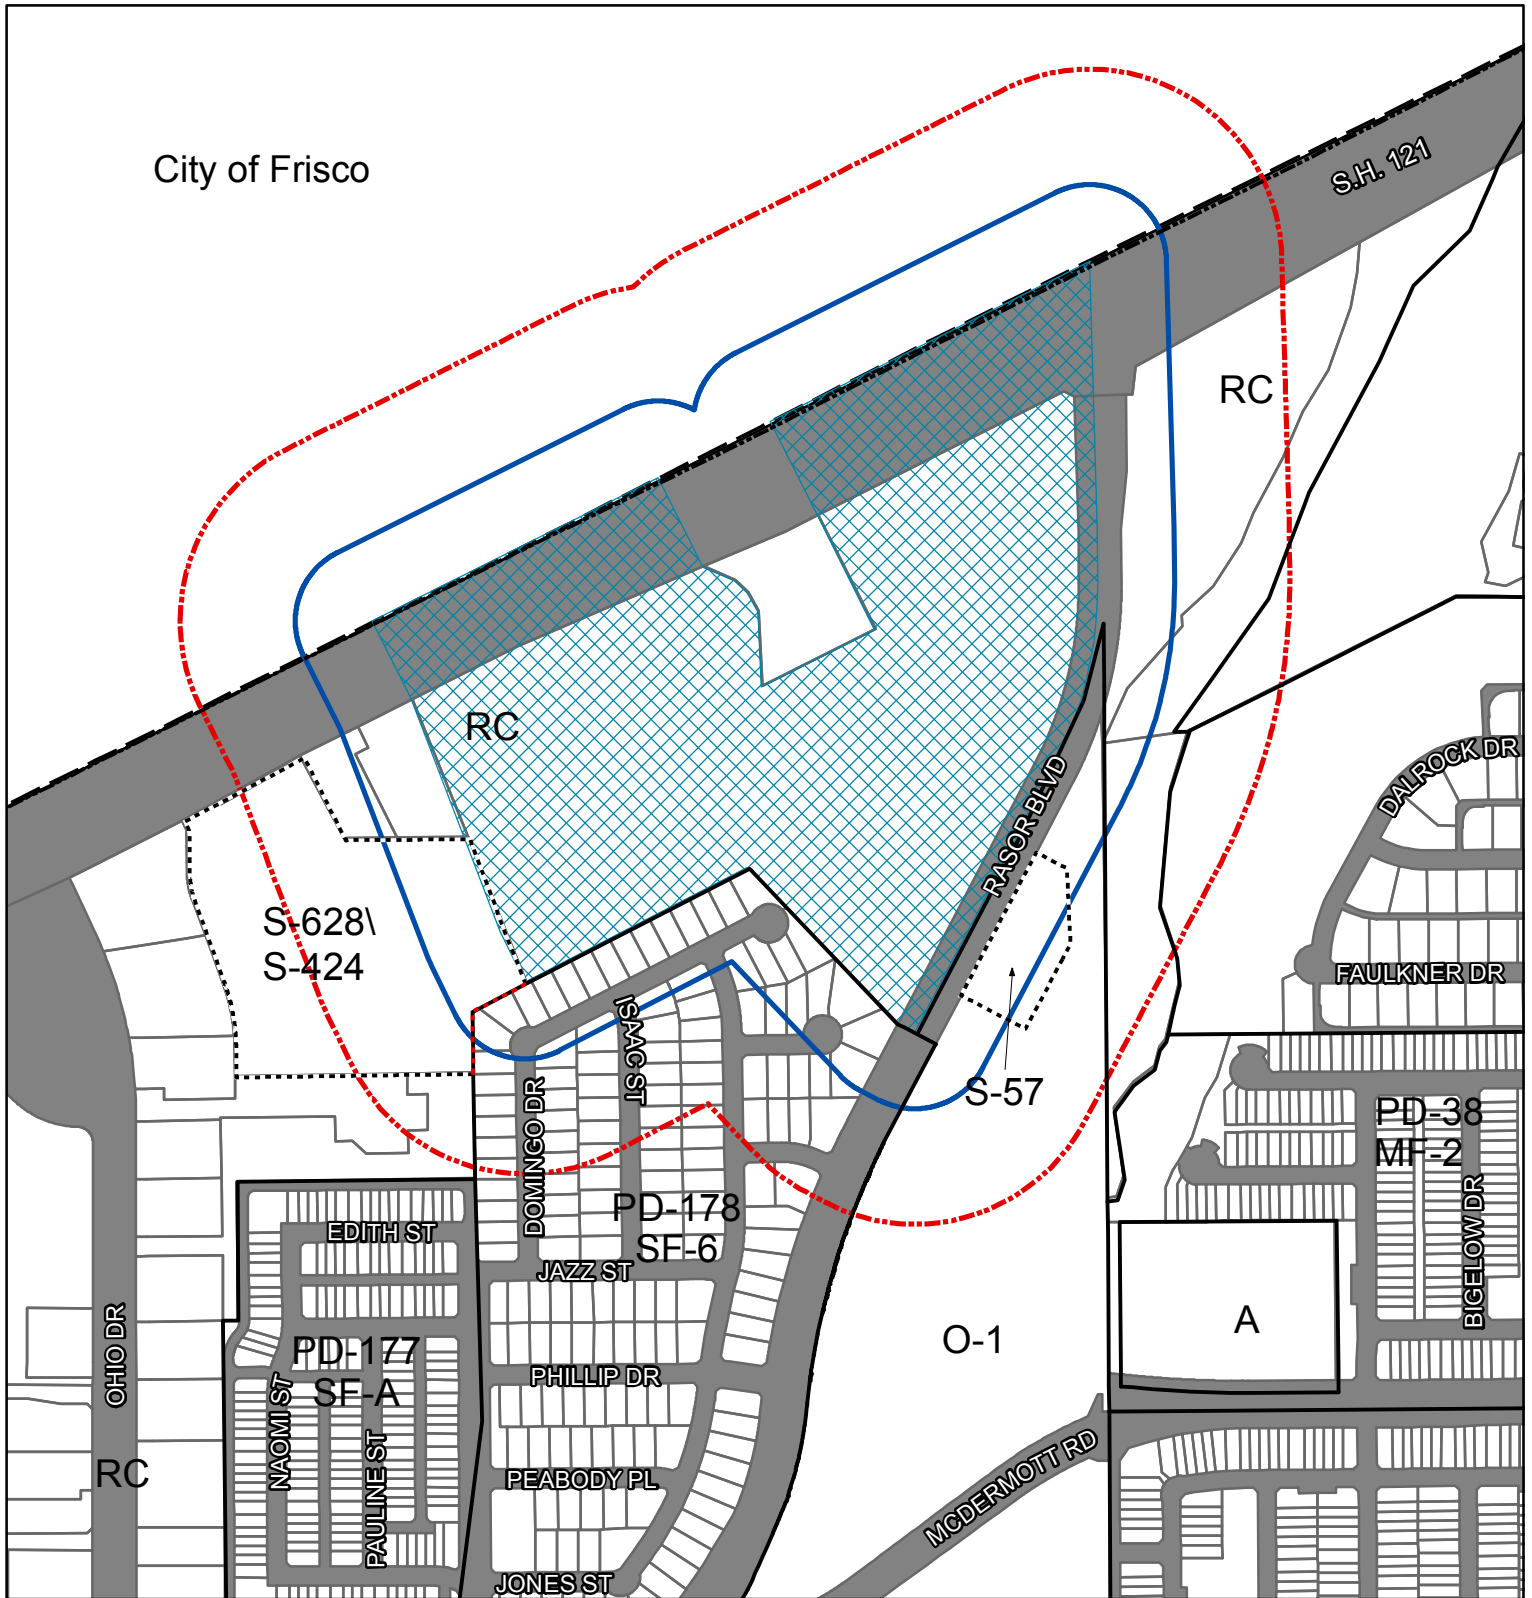 City of Frisco
S.H. 121
RC
RC
DALROCK DR
RASOR BLVD
S-628\
S-424
FAULKNER DR
ISAAC ST
S-57
DOMINGO DR
PD-38
MF-2
PD-178
SF-6
BIGELOW DR
EDITH ST
JAZZ ST
A
O-1
OHIO DR
PD-177
SF-A
PHILLIP DR
NAOMI ST
PAULINE ST
RC
PEABODY PL
MCDERMOTT RD
JONES ST